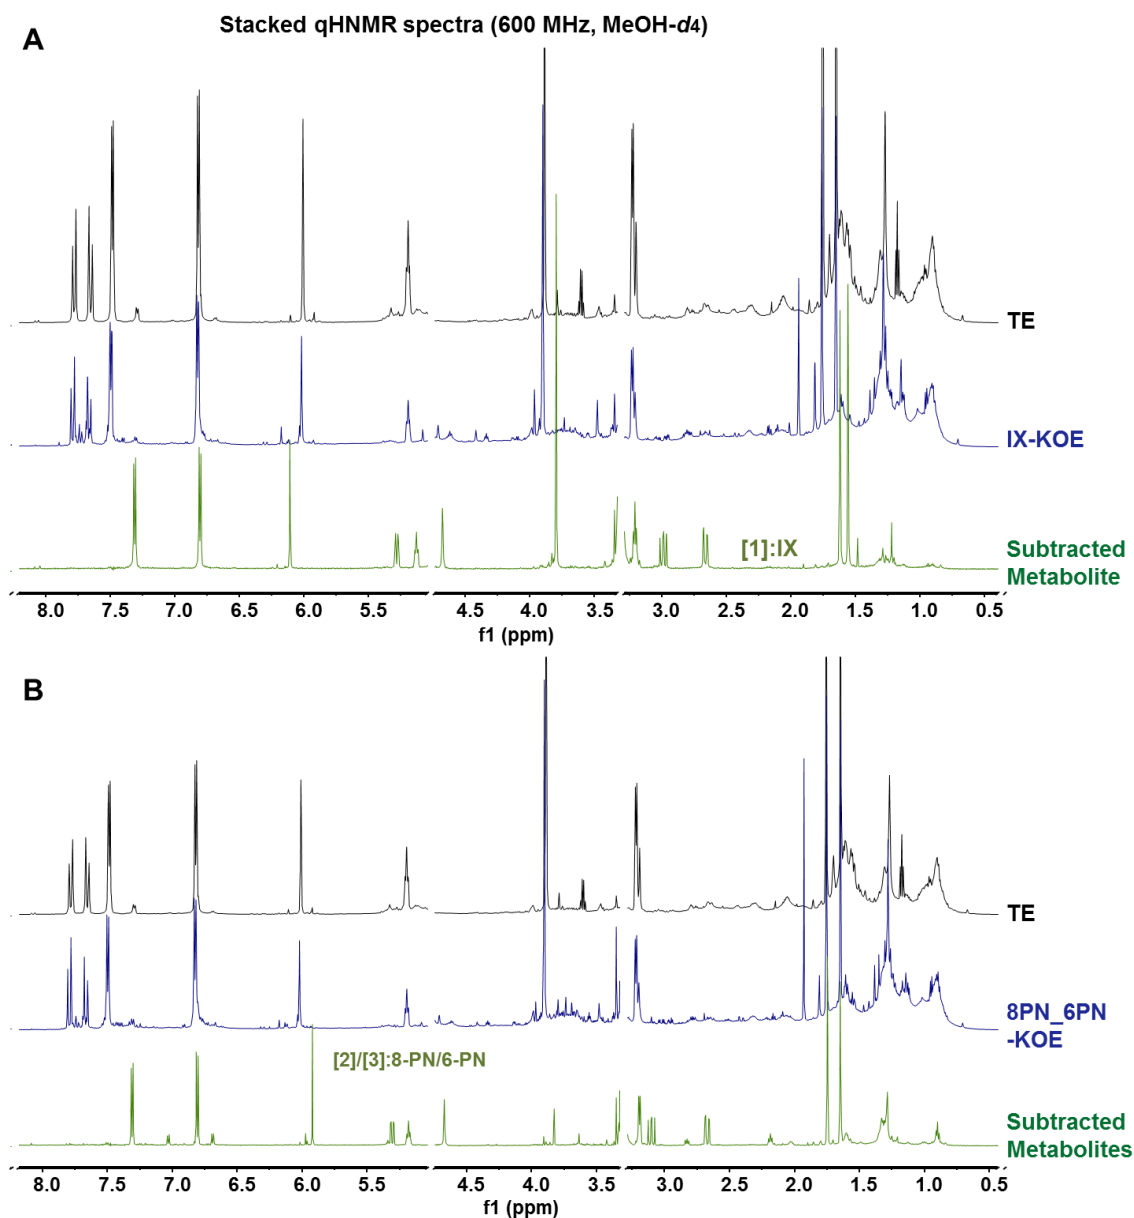 A
Stacked qHNMR spectra (600 MHz, MeOH-d4)
TE
IX-KOE
[1]:IX
Subtracted
Metabolite
8.0 7.5 7.0 6.5 6.0 5.5 4.5 4.0 3.5 3.0 2.5 2.0 1.5 1.0 0.5
f1 (ppm)
B
TE
8PN_6PN
-KOE
[2]/[3]:8-PN/6-PN
Subtracted
Metabolites
8.0 7.5 7.0 6.5 6.0 5.5 4.5 4.0 3.5 3.0 2.5 2.0 1.5 1.0 0.5
f1 (ppm)